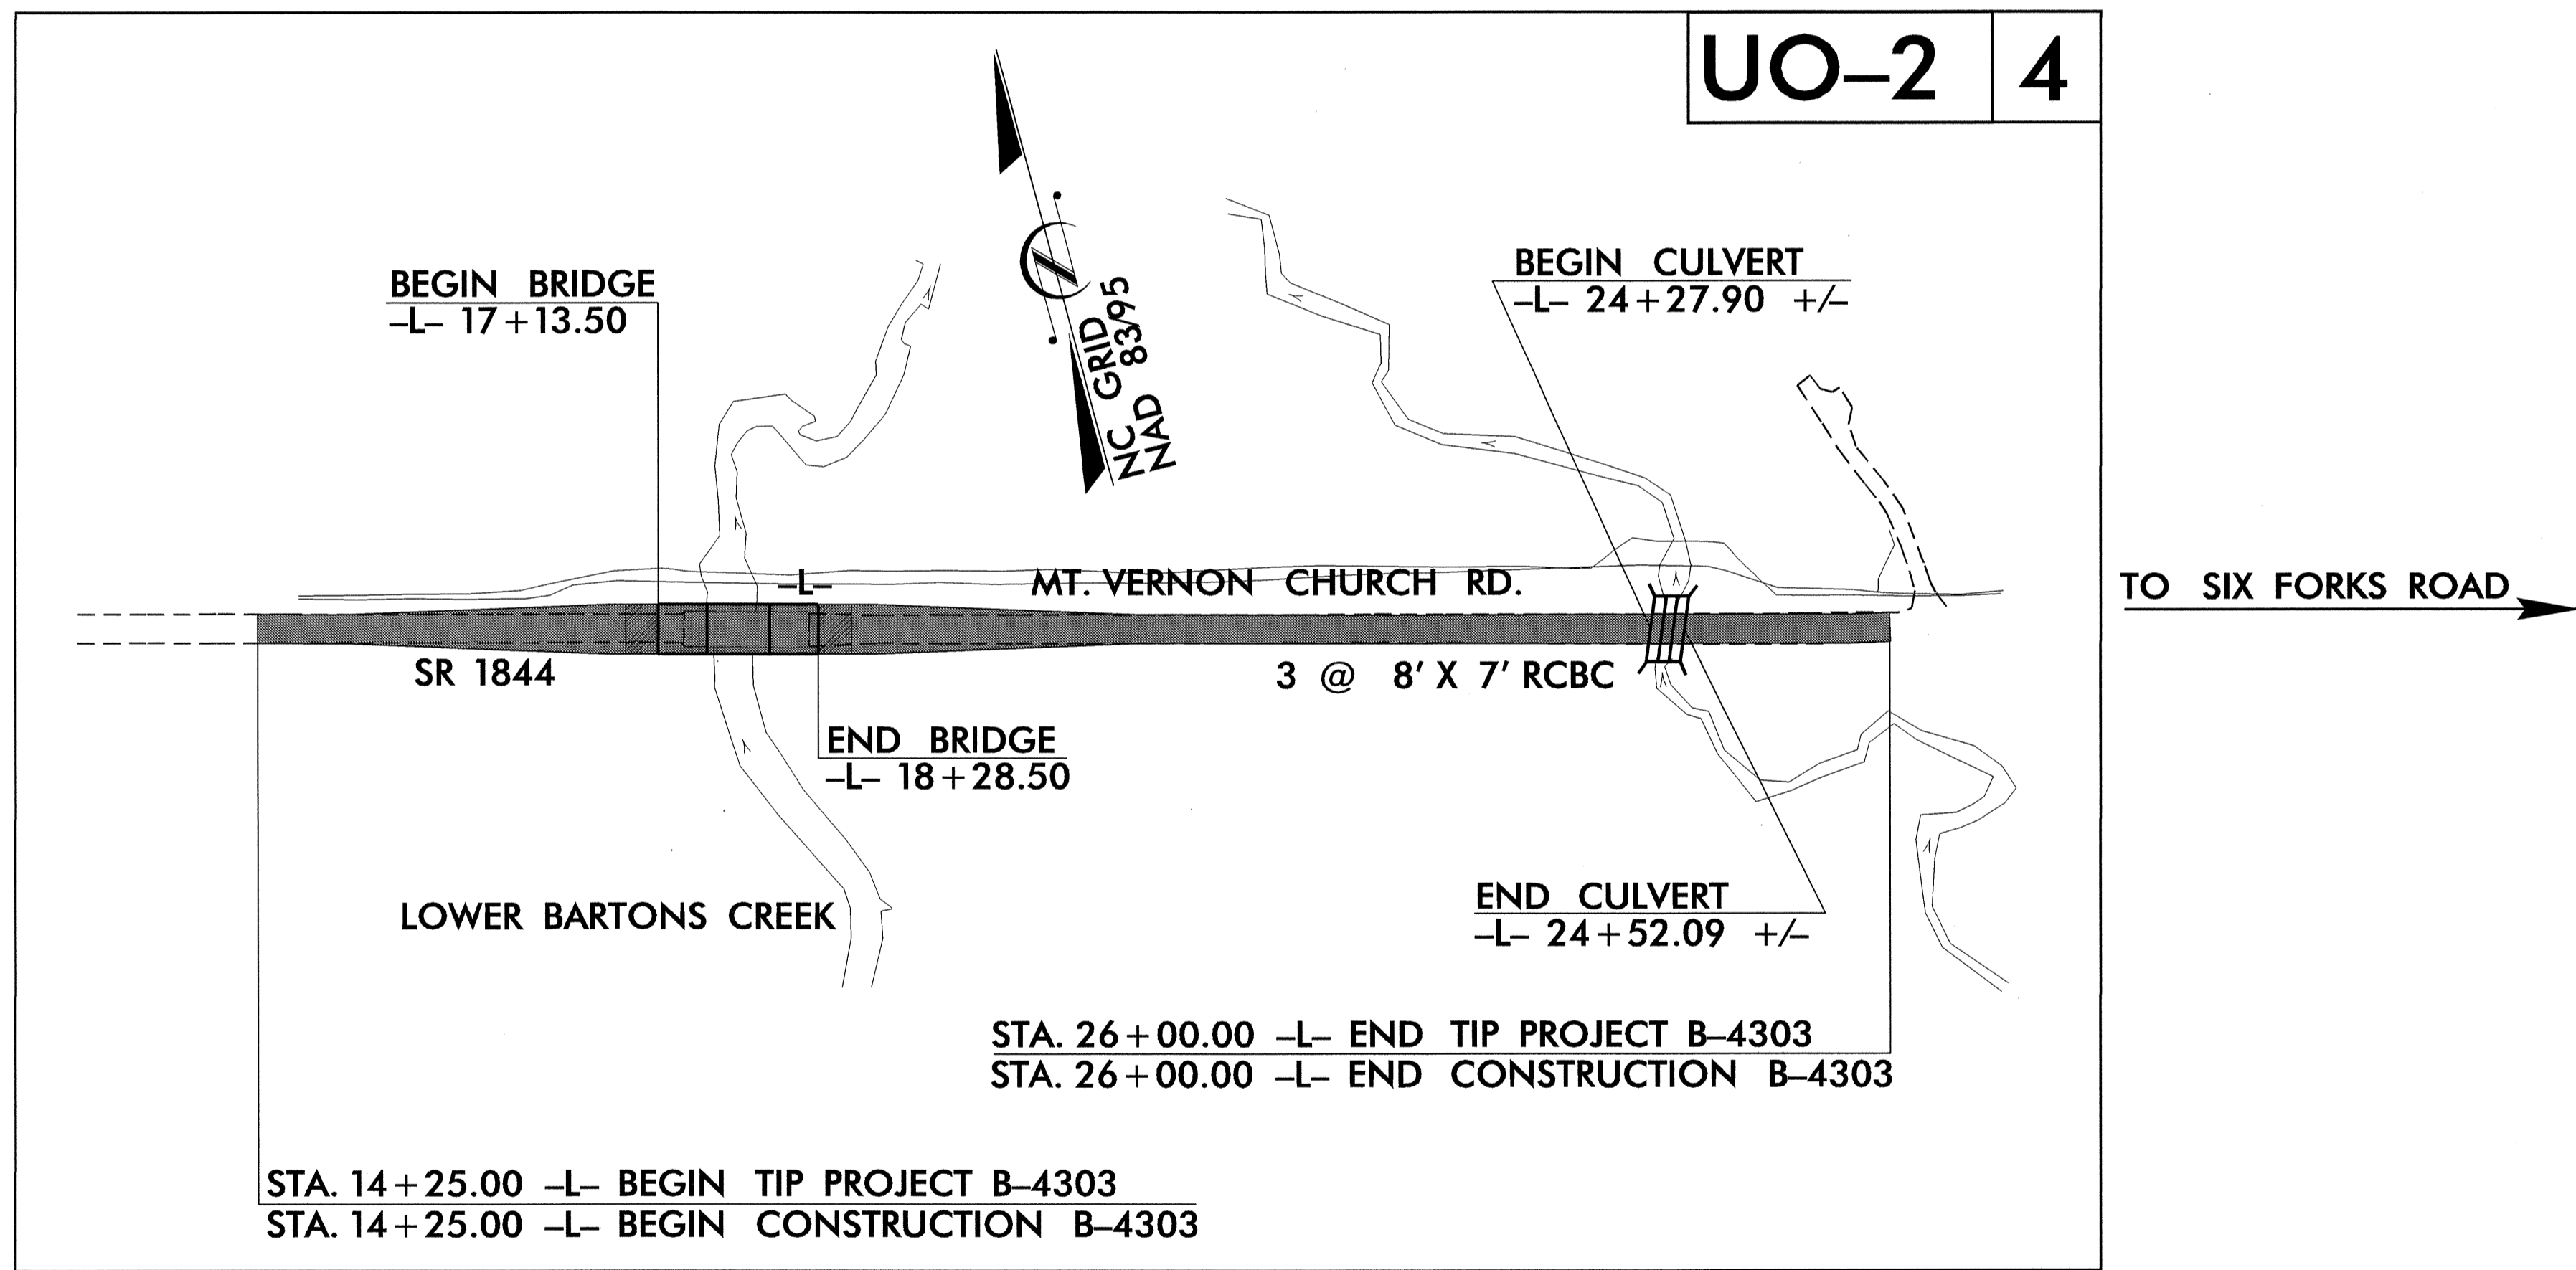 UO–2 4
BEGIN BRIDGE
–L– 17+13.50
NC GRID
NAD 83/95
BEGIN CULVERT
–L– 24+27.90 +/–
–L–
MT. VERNON CHURCH RD.
TO SIX FORKS ROAD
SR 1844
3 @ 8' X 7' RCBC
END BRIDGE
–L– 18+28.50
LOWER BARTONS CREEK
END CULVERT
–L– 24+52.09 +/–
STA. 26+00.00 –L– END TIP PROJECT B–4303
STA. 26+00.00 –L– END CONSTRUCTION B–4303
STA. 14+25.00 –L– BEGIN TIP PROJECT B–4303
STA. 14+25.00 –L– BEGIN CONSTRUCTION B–4303